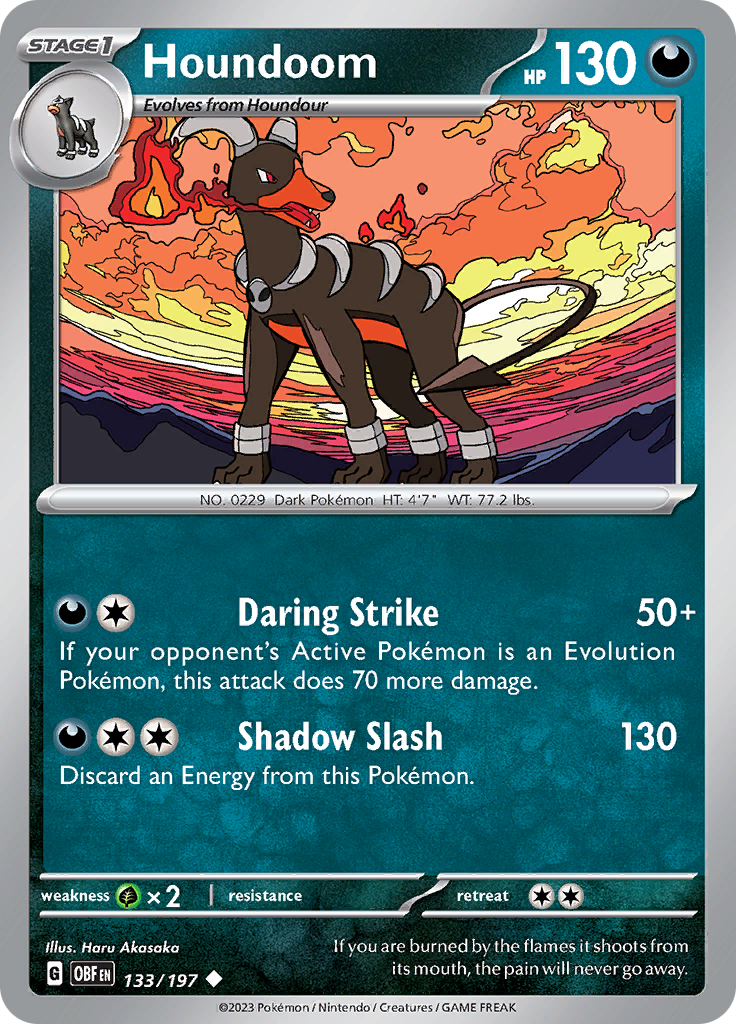 STAGE1
Houndoom
HP 130
Evolves from Houndour
NO. 0229 Dark Pokémon HT: 4'7" WT: 77.2 lbs.
Daring Strike 50+
If your opponent's Active Pokémon is an Evolution
Pokémon, this attack does 70 more damage.
Shadow Slash 130
Discard an Energy from this Pokémon.
weakness ×2 resistance retreat
Illus. Haru Akasaka
G OBF EN 133/197
If you are burned by the flames it shoots from
its mouth, the pain will never go away.
©2023 Pokémon / Nintendo / Creatures / GAME FREAK